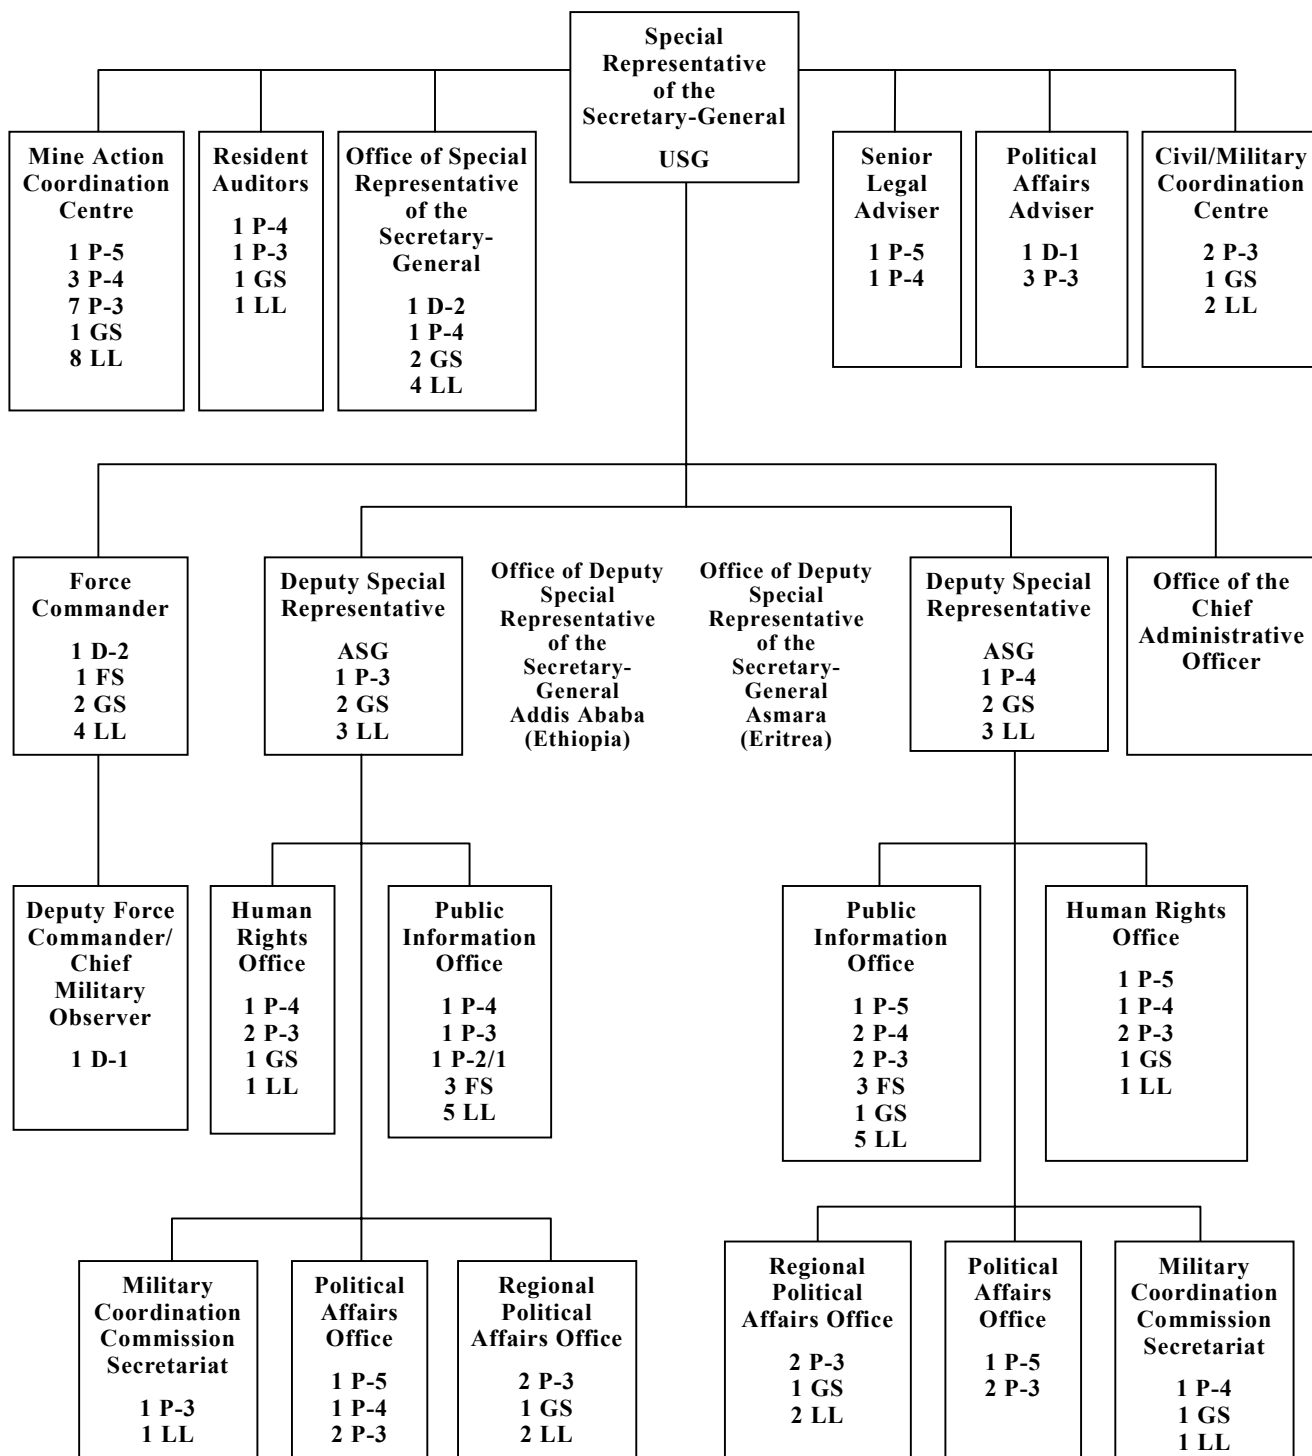 Special
Representative
of the
Secretary-General
USG
Mine Action
Coordination
Centre
1 P-5
3 P-4
7 P-3
1 GS
8 LL
Resident
Auditors
1 P-4
1 P-3
1 GS
1 LL
Office of Special
Representative
of the
Secretary-
General
1 D-2
1 P-4
2 GS
4 LL
Senior
Legal
Adviser
1 P-5
1 P-4
Political
Affairs
Adviser
1 D-1
3 P-3
Civil/Military
Coordination
Centre
2 P-3
1 GS
2 LL
Force
Commander
1 D-2
1 FS
2 GS
4 LL
Deputy Special
Representative
ASG
1 P-3
2 GS
3 LL
Office of Deputy
Special
Representative
of the
Secretary-
General
Addis Ababa
(Ethiopia)
Office of Deputy
Special
Representative
of the
Secretary-
General
Asmara
(Eritrea)
Deputy Special
Representative
ASG
1 P-4
2 GS
3 LL
Office of the
Chief
Administrative
Officer
Deputy Force
Commander/
Chief
Military
Observer
1 D-1
Human
Rights
Office
1 P-4
2 P-3
1 GS
1 LL
Public
Information
Office
1 P-4
1 P-3
1 P-2/1
3 FS
5 LL
Public
Information
Office
1 P-5
2 P-4
2 P-3
3 FS
1 GS
5 LL
Human Rights
Office
1 P-5
1 P-4
2 P-3
1 GS
1 LL
Military
Coordination
Commission
Secretariat
1 P-3
1 LL
Political
Affairs
Office
1 P-5
1 P-4
2 P-3
Regional
Political
Affairs Office
2 P-3
1 GS
2 LL
Regional
Political
Affairs Office
2 P-3
1 GS
2 LL
Political
Affairs
Office
1 P-5
2 P-3
Military
Coordination
Commission
Secretariat
1 P-4
1 GS
1 LL